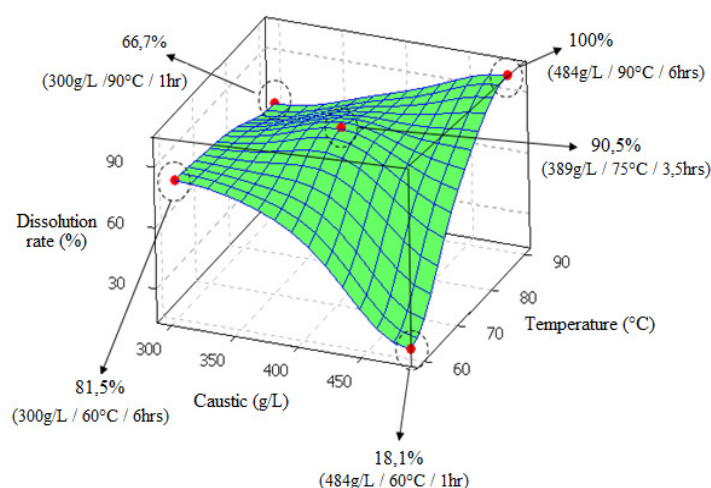 66,7%
(300g/L /90°C / 1hr)
100%
(484g/L / 90°C / 6hrs)
90,5%
(389g/L / 75°C / 3,5hrs)
Dissolution
rate (%)
90
60
30
300
350
400
450
Caustic (g/L)
60
70
80
90
Temperature (°C)
81,5%
(300g/L / 60°C / 6hrs)
18,1%
(484g/L / 60°C / 1hr)